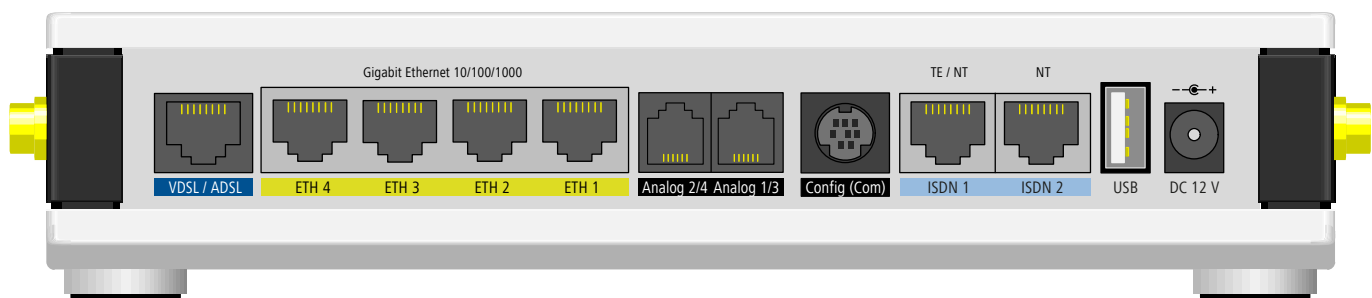 Gigabit Ethernet 10/100/1000
TE / NT
NT
VDSL / ADSL
ETH 4
ETH 3
ETH 2
ETH 1
Analog 2/4
Analog 1/3
Config (Com)
ISDN 1
ISDN 2
USB
DC 12 V